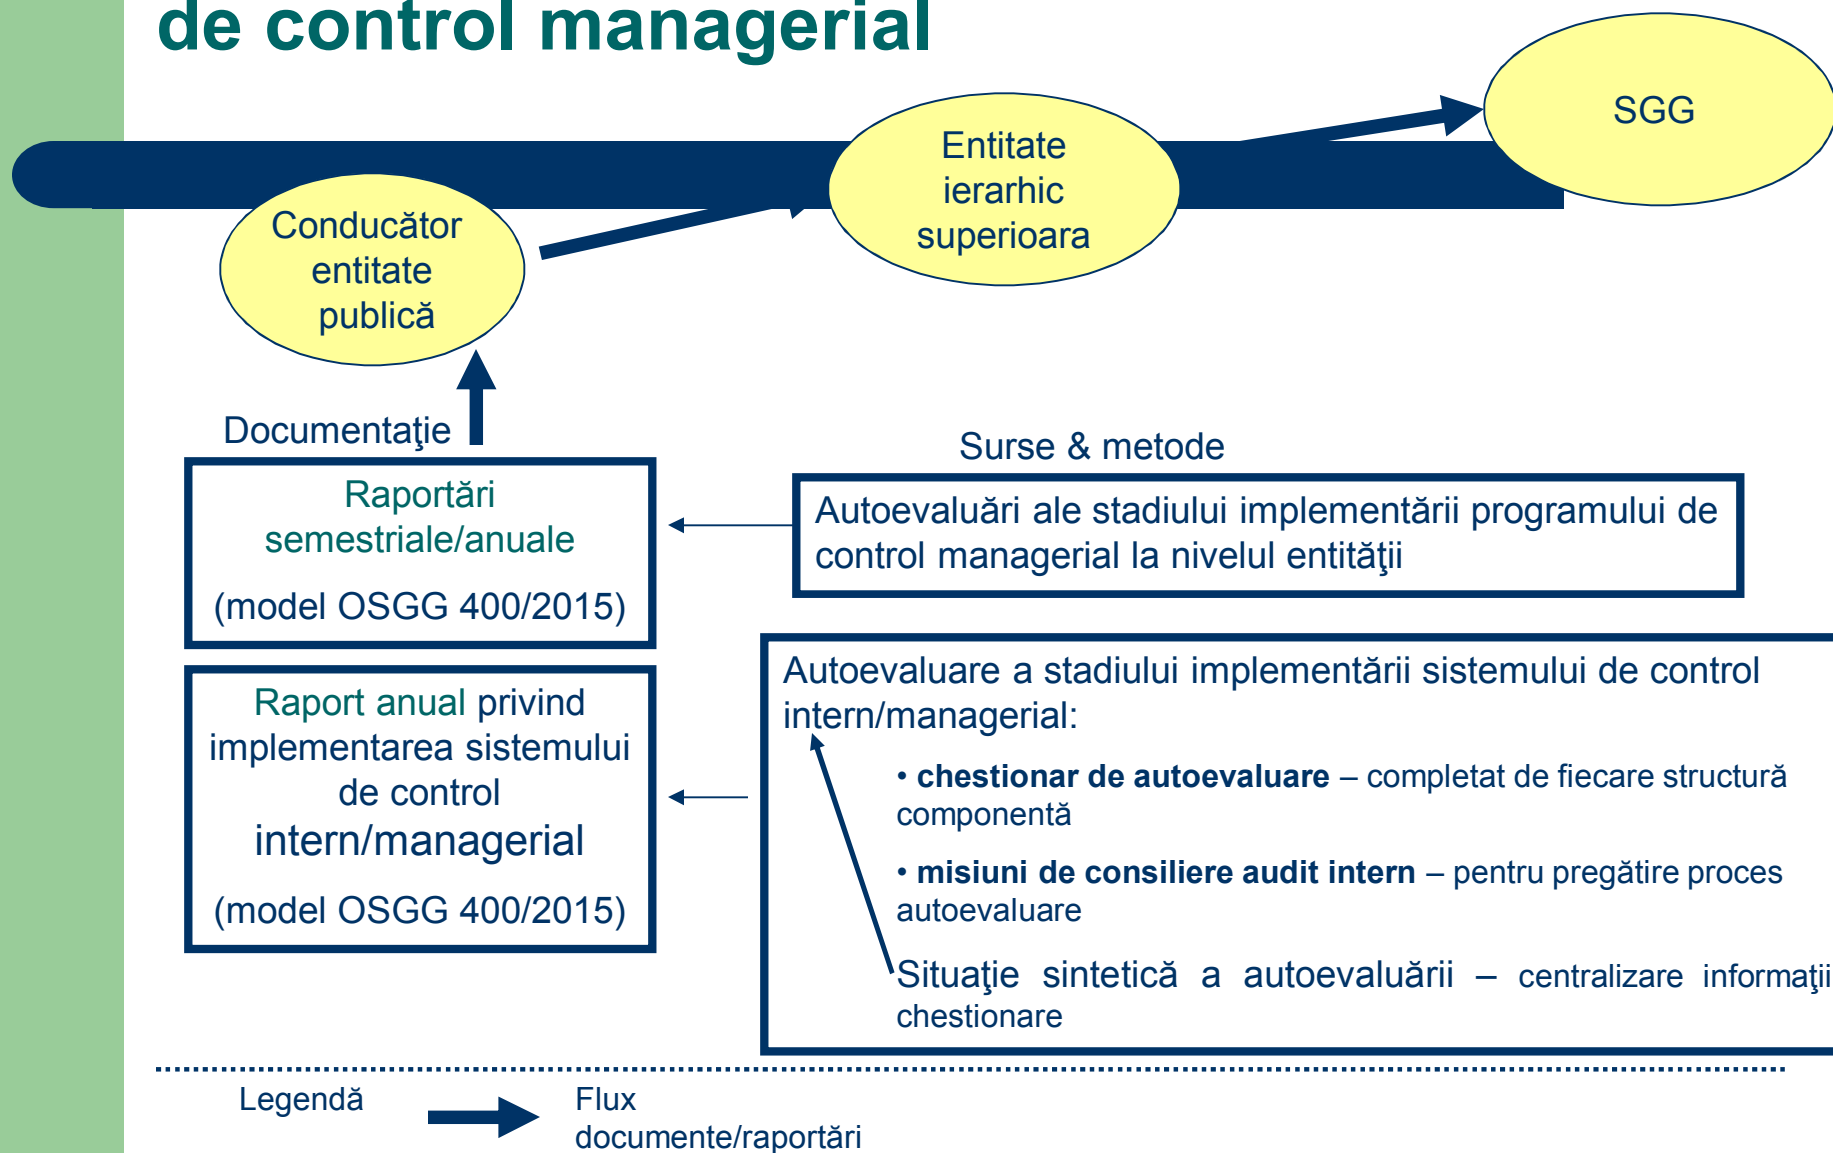 de control managerial
SGG
Entitate
ierarhic
superioara
Conducător
entitate
publică
Documentaţie
Surse & metode
Raportări
semestriale/anuale
(model OSGG 400/2015)
Autoevaluări ale stadiului implementării programului de
control managerial la nivelul entităţii
Raport anual privind
implementarea sistemului
de control
intern/managerial
(model OSGG 400/2015)
Autoevaluare a stadiului implementării sistemului de control
intern/managerial:
• chestionar de autoevaluare – completat de fiecare structură
componentă
• misiuni de consiliere audit intern – pentru pregătire proces
autoevaluare
Situaţie sintetică a autoevaluării – centralizare informaţii
chestionare
Legendă
Flux
documente/raportări